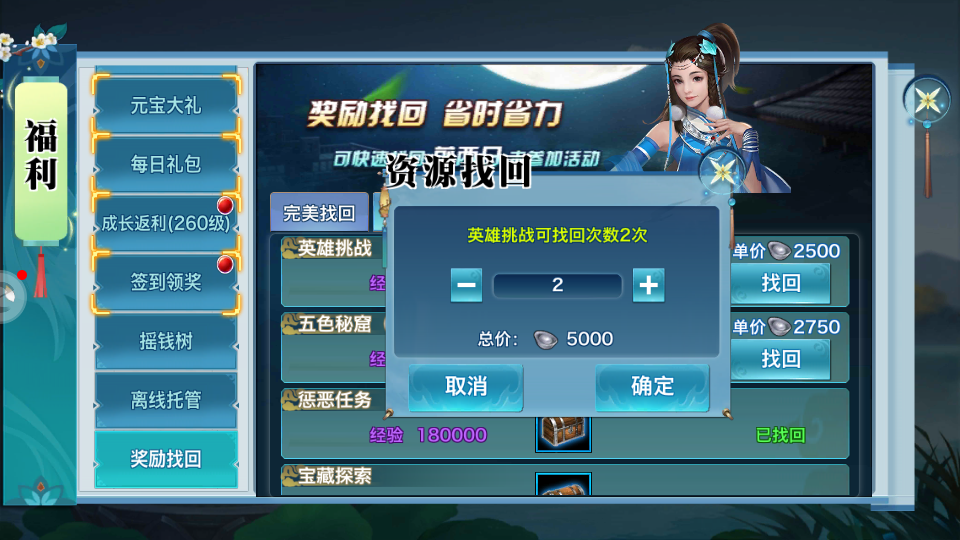 福利
元宝大礼
每日礼包
成长返利(260级)
签到领奖
摇钱树
离线托管
奖励找回
奖励找回 省时省力
可快速找回
未参加活动
资源找回
完美找回
英雄挑战可找回次数2次
2
总价: 5000
取消
确定
英雄挑战
单价 2500
找回
五色秘窟
单价 2750
找回
惩恶任务
经验 180000
已找回
宝藏探索